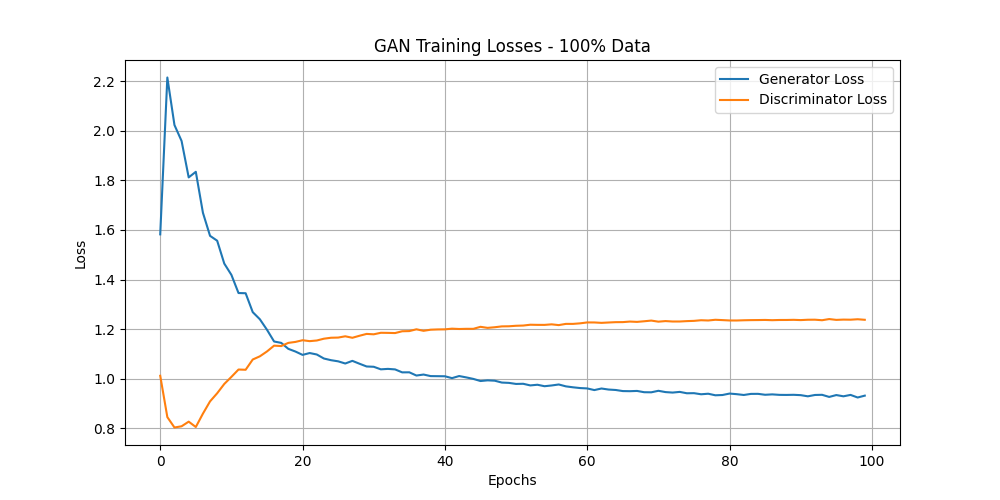 GAN Training Losses - 100% Data
Generator Loss
Discriminator Loss
2.2
2.0
1.8
1.6
1.4
1.2
1.0
0.8
Loss
0 20 40 60 80 100
Epochs